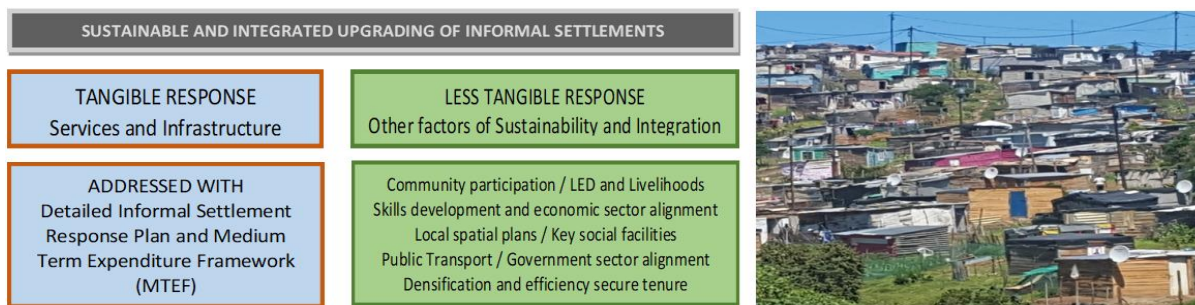 SUSTAINABLE AND INTEGRATED UPGRADING OF INFORMAL SETTLEMENTS
TANGIBLE RESPONSE
Services and Infrastructure
LESS TANGIBLE RESPONSE
Other factors of Sustainability and Integration
ADDRESSED WITH
Detailed Informal Settlement
Response Plan and Medium
Term Expenditure Framework
(MTEF)
Community participation / LED and Livelihoods
Skills development and economic sector alignment
Local spatial plans / Key social facilities
Public Transport / Government sector alignment
Densification and efficiency secure tenure